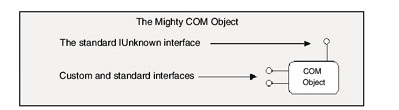 The Mighty COM Object
The standard IUnknown interface
Custom and standard interfaces
COM
Object